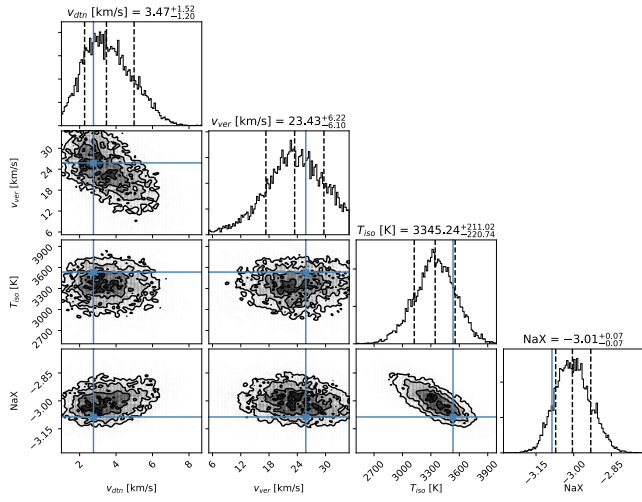 v_dtn [km/s] = 3.47 +1.52 −1.20
v_ver [km/s] = 23.43 +6.22 −6.10
30
24
18
12
6
v_ver [km/s]
T_iso [K] = 3345.24 +211.02 −220.74
3900
3600
3300
3000
2700
T_iso [K]
NaX = −3.01 +0.07 −0.07
−2.85
−3.00
−3.15
NaX
2 4 6 8
v_dtn [km/s]
6 12 18 24 30
v_ver [km/s]
2700 3000 3300 3600 3900
T_iso [K]
−3.15 −3.00 −2.85
NaX